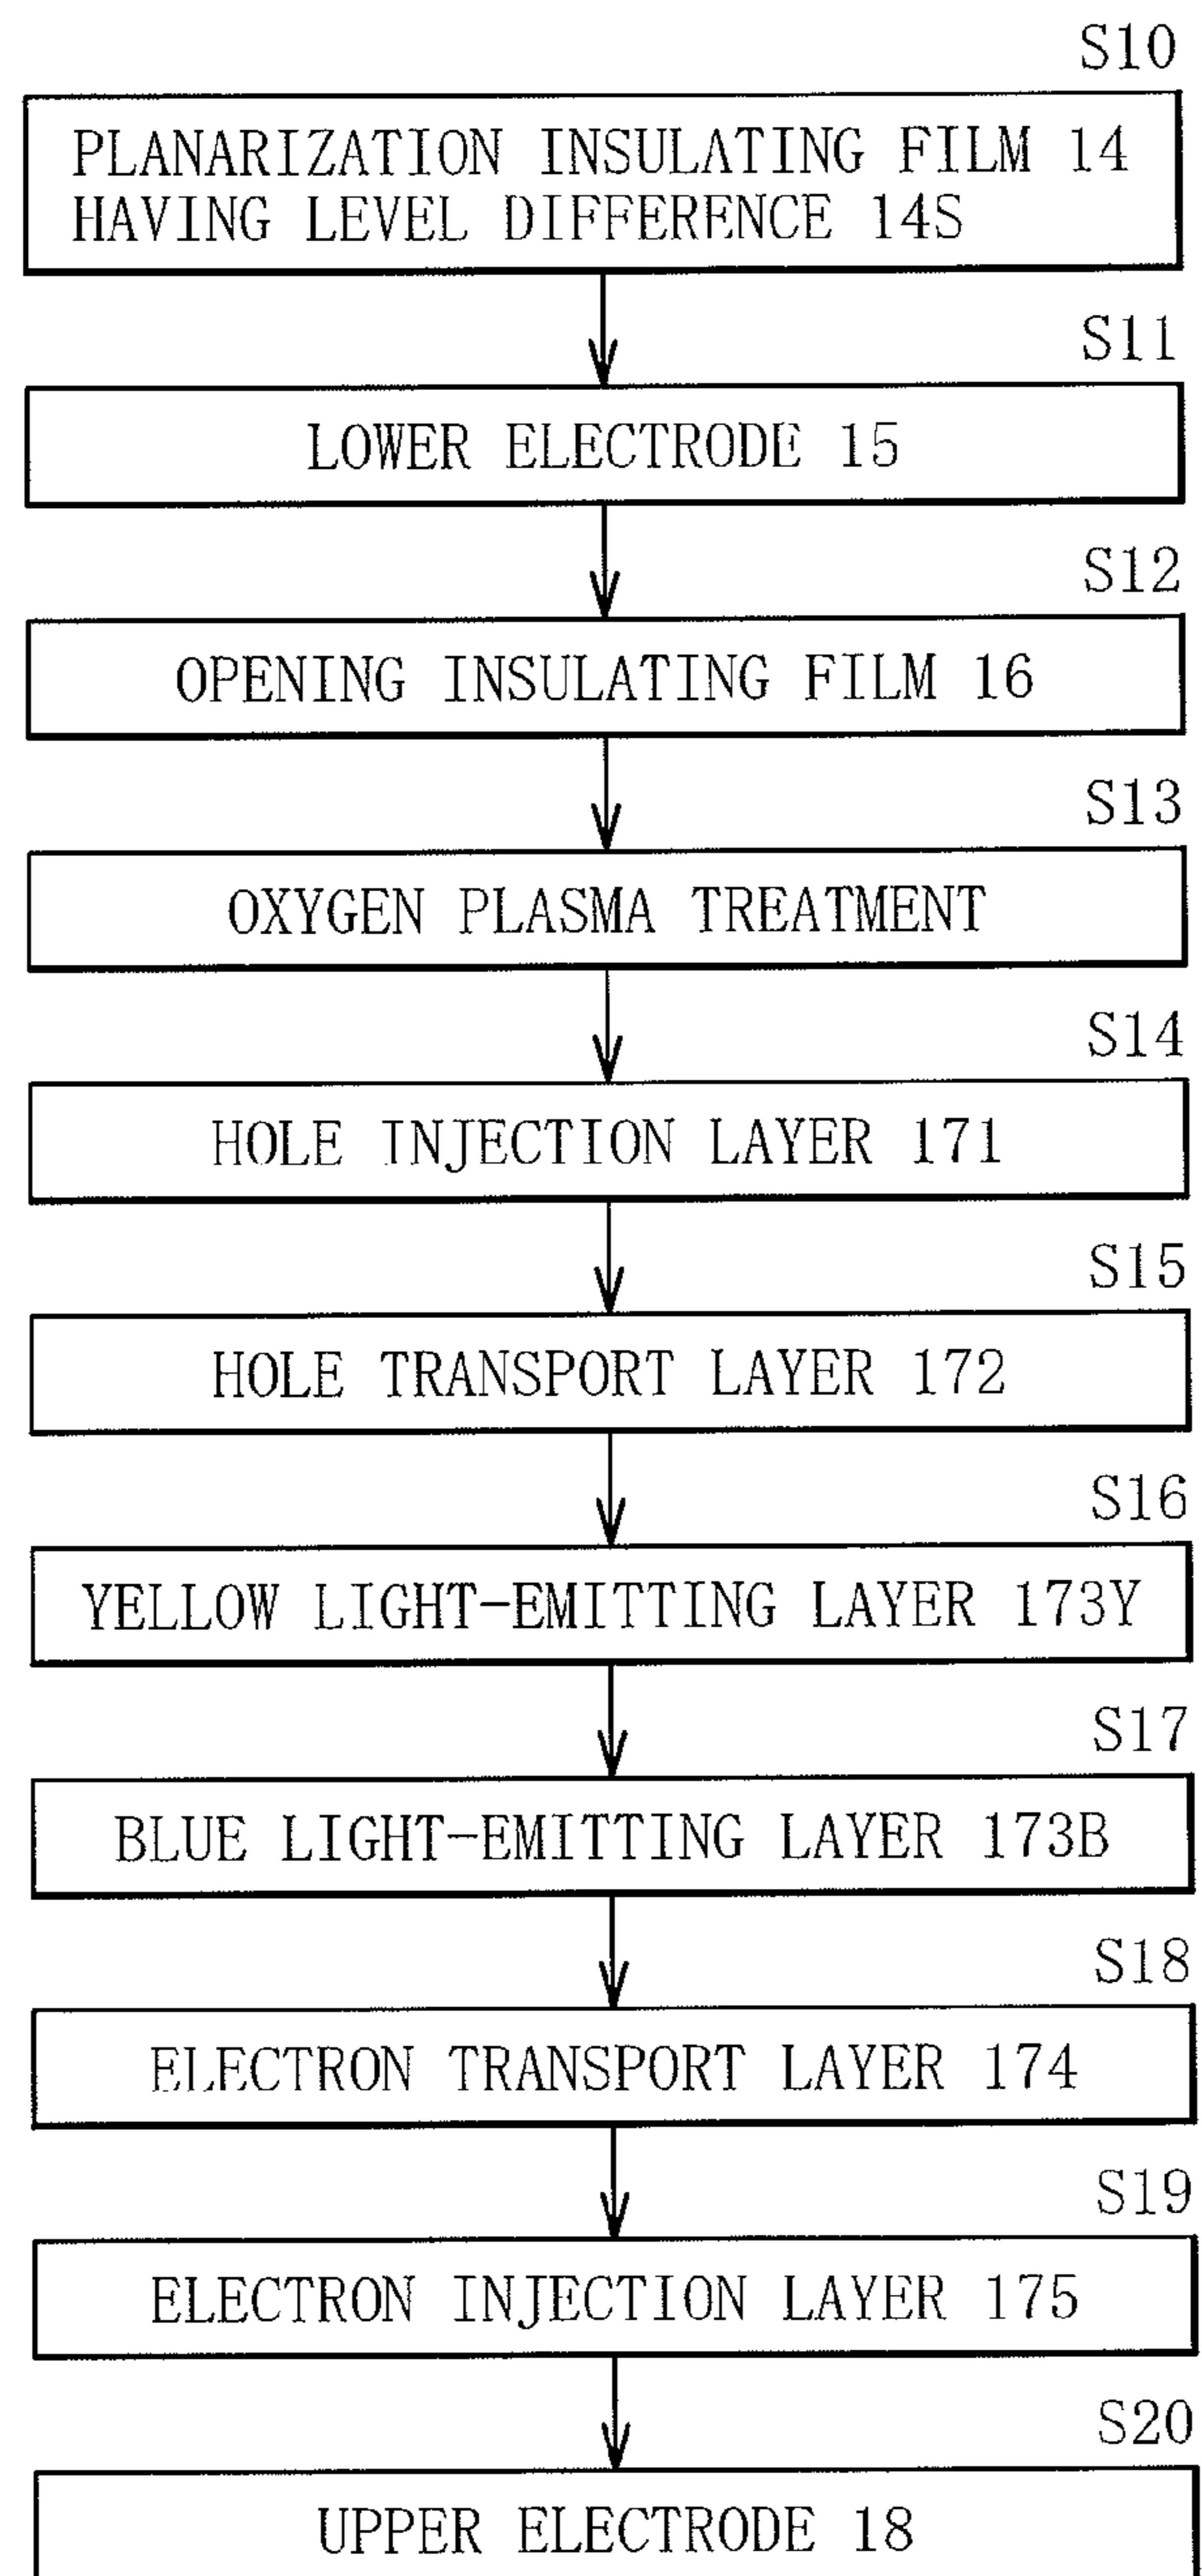 S10
PLANARIZATION INSULATING FILM 14
HAVING LEVEL DIFFERENCE 14S
S11
LOWER ELECTRODE 15
S12
OPENING INSULATING FILM 16
S13
OXYGEN PLASMA TREATMENT
S14
HOLE INJECTION LAYER 171
S15
HOLE TRANSPORT LAYER 172
S16
YELLOW LIGHT-EMITTING LAYER 173Y
S17
BLUE LIGHT-EMITTING LAYER 173B
S18
ELECTRON TRANSPORT LAYER 174
S19
ELECTRON INJECTION LAYER 175
S20
UPPER ELECTRODE 18